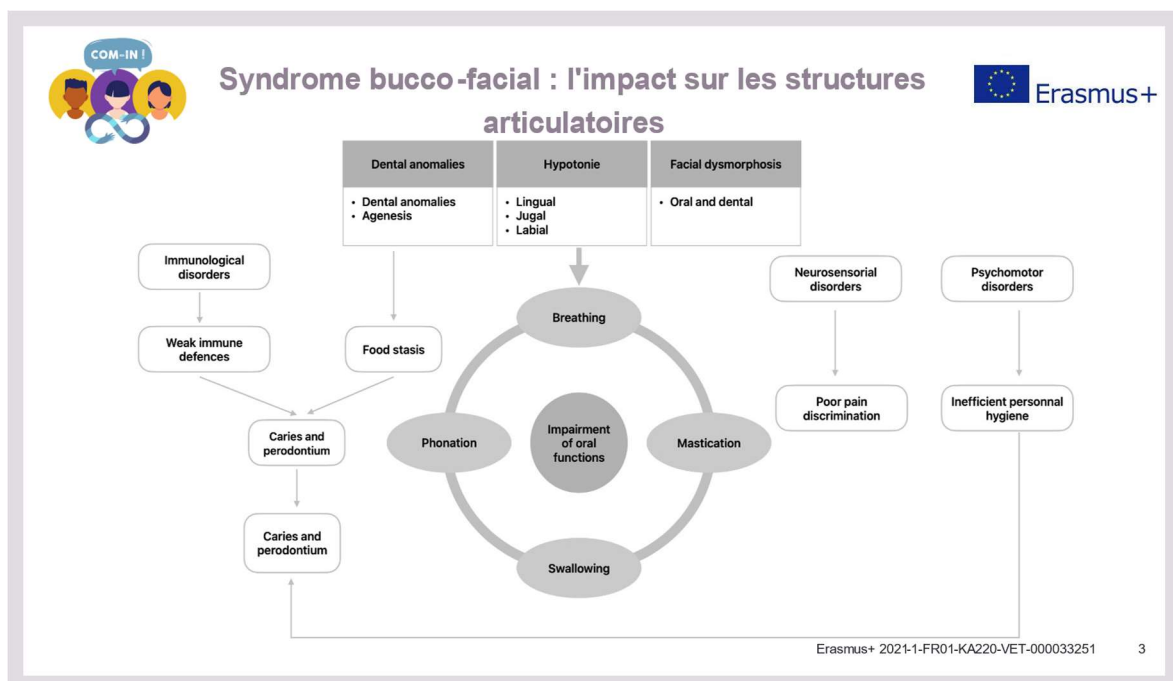 COM-IN !
Syndrome bucco-facial : l'impact sur les structures
articulatoires
Erasmus+
Dental anomalies
Hypotonie
Facial dysmorphosis
• Dental anomalies
• Agenesis
• Lingual
• Jugal
• Labial
• Oral and dental
Immunological
disorders
Neurosensorial
disorders
Psychomotor
disorders
Breathing
Weak immune
defences
Food stasis
Poor pain
discrimination
Inefficient personnal
hygiene
Caries and
perodontium
Phonation
Impairment
of oral
functions
Mastication
Caries and
perodontium
Swallowing
Erasmus+ 2021-1-FR01-KA220-VET-000033251
3